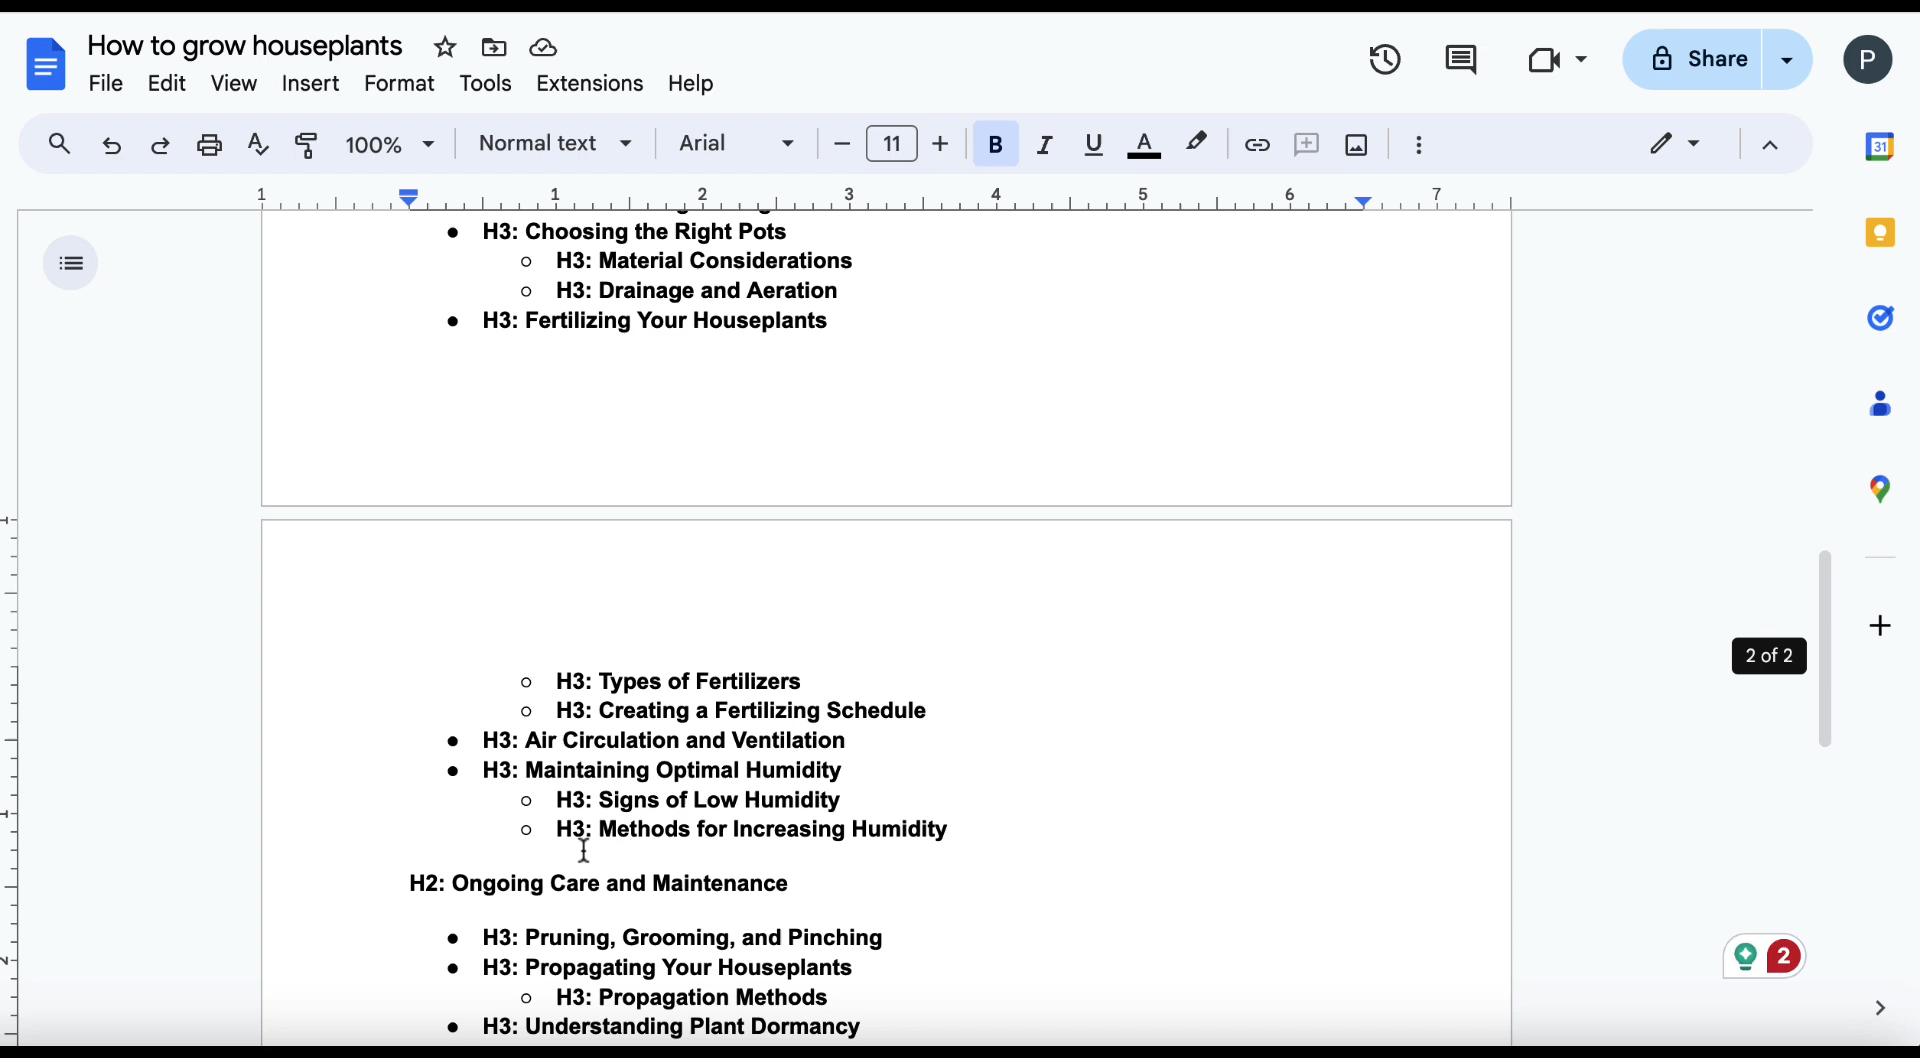 How to grow houseplants
File Edit View Insert Format Tools Extensions Help
Share
P
100% Normal text Arial 11 B I U A
31
1 1 2 3 4 5 6 7
H3: Choosing the Right Pots
H3: Material Considerations
H3: Drainage and Aeration
H3: Fertilizing Your Houseplants
2 of 2
H3: Types of Fertilizers
H3: Creating a Fertilizing Schedule
H3: Air Circulation and Ventilation
H3: Maintaining Optimal Humidity
H3: Signs of Low Humidity
H3: Methods for Increasing Humidity
H2: Ongoing Care and Maintenance
H3: Pruning, Grooming, and Pinching
2
H3: Propagating Your Houseplants
H3: Propagation Methods
H3: Understanding Plant Dormancy